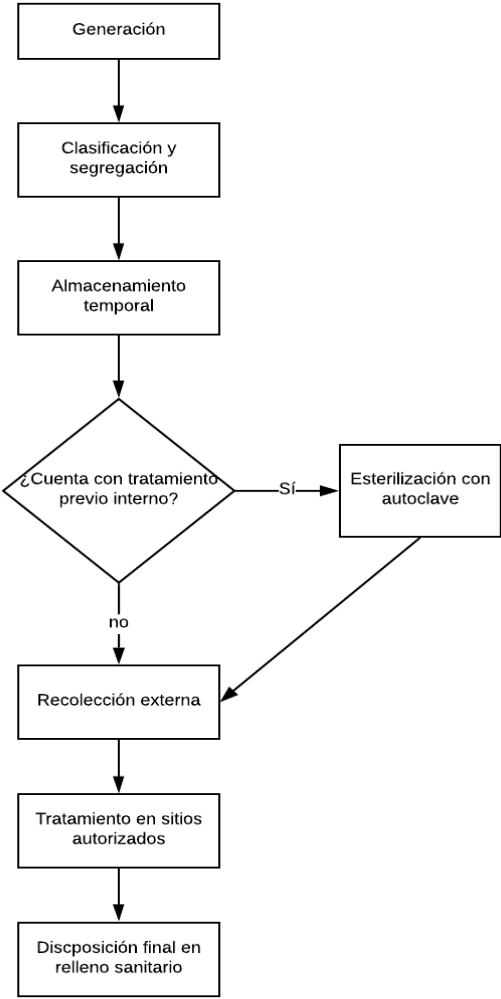 Generación
Clasificación y
segregación
Almacenamiento
temporal
¿Cuenta con tratamiento
previo interno?
Sí
Esterilización con
autoclave
no
Recolección externa
Tratamiento en sitios
autorizados
Discposición final en
relleno sanitario